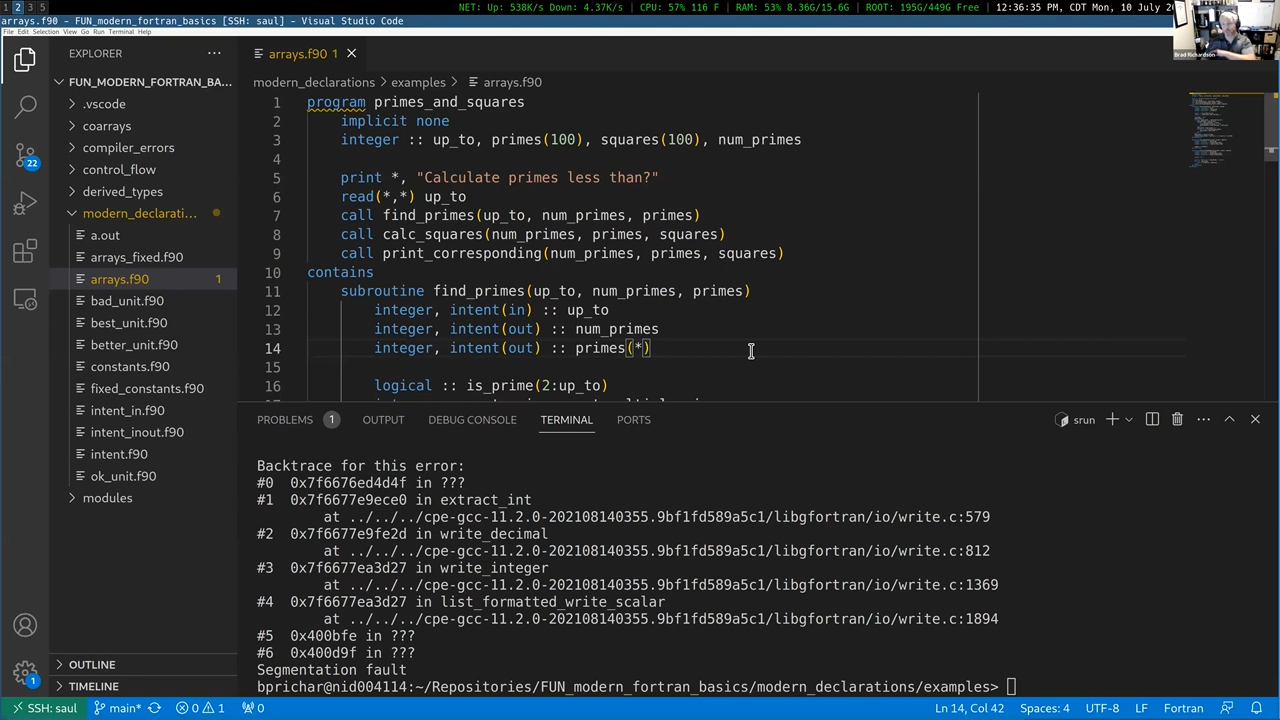 1 2 3 5
NET: Up: 538K/s Down: 4.37K/s | CPU: 57% 116 F | RAM: 53% 8.36G/15.6G | ROOT: 195G/449G Free | 12:36:35 PM, CDT Mon, 10 July
arrays.f90 - FUN_modern_fortran_basics [SSH: saul] - Visual Studio Code
File Edit Selection View Go Run Terminal Help
Brad Richardson
EXPLORER
FUN_MODERN_FORTRAN_BA...
.vscode
coarrays
compiler_errors
control_flow
derived_types
modern_declarati...
a.out
arrays_fixed.f90
arrays.f90 1
bad_unit.f90
best_unit.f90
better_unit.f90
constants.f90
fixed_constants.f90
intent_in.f90
intent_inout.f90
intent.f90
ok_unit.f90
modules
OUTLINE
TIMELINE
22
1
arrays.f90 1
modern_declarations > examples > arrays.f90
1 program primes_and_squares
2 implicit none
3 integer :: up_to, primes(100), squares(100), num_primes
4
5 print *, "Calculate primes less than?"
6 read(*,*) up_to
7 call find_primes(up_to, num_primes, primes)
8 call calc_squares(num_primes, primes, squares)
9 call print_corresponding(num_primes, primes, squares)
10 contains
11 subroutine find_primes(up_to, num_primes, primes)
12 integer, intent(in) :: up_to
13 integer, intent(out) :: num_primes
14 integer, intent(out) :: primes(*)
15
16 logical :: is_prime(2:up_to)
PROBLEMS 1 OUTPUT DEBUG CONSOLE TERMINAL PORTS
srun
Backtrace for this error:
#0 0x7f6676ed4d4f in ???
#1 0x7f6677e9ece0 in extract_int
at ../../../cpe-gcc-11.2.0-202108140355.9bf1fd589a5c1/libgfortran/io/write.c:579
#2 0x7f6677e9fe2d in write_decimal
at ../../../cpe-gcc-11.2.0-202108140355.9bf1fd589a5c1/libgfortran/io/write.c:812
#3 0x7f6677ea3d27 in write_integer
at ../../../cpe-gcc-11.2.0-202108140355.9bf1fd589a5c1/libgfortran/io/write.c:1369
#4 0x7f6677ea3d27 in list_formatted_write_scalar
at ../../../cpe-gcc-11.2.0-202108140355.9bf1fd589a5c1/libgfortran/io/write.c:1894
#5 0x400bfe in ???
#6 0x400d9f in ???
Segmentation fault
bprichar@nid004114:~/Repositories/FUN_modern_fortran_basics/modern_declarations/examples>
SSH: saul main* 0 1 0 Ln 14, Col 42 Spaces: 4 UTF-8 LF Fortran